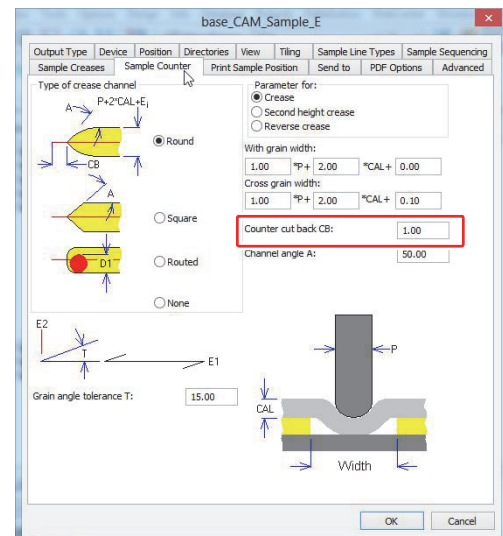 base_CAM_Sample_E
Output Type Device Position Directories View Tiling Sample Line Types Sample Sequencing
Sample Creases Sample Counter Print Sample Position Send to PDF Options Advanced
Type of crease channel
P+2*CAL+Ei
A
CB
Round
A
Square
D1
Routed
None
Parameter for:
Crease
Second height crease
Reverse crease
With grain width:
1.00 *P+ 2.00 *CAL+ 0.00
Cross grain width:
1.00 *P+ 2.00 *CAL+ 0.10
Counter cut back CB: 1.00
Channel angle A: 50.00
E2
T
E1
Grain angle tolerance T: 15.00
P
CAL
Width
OK Cancel